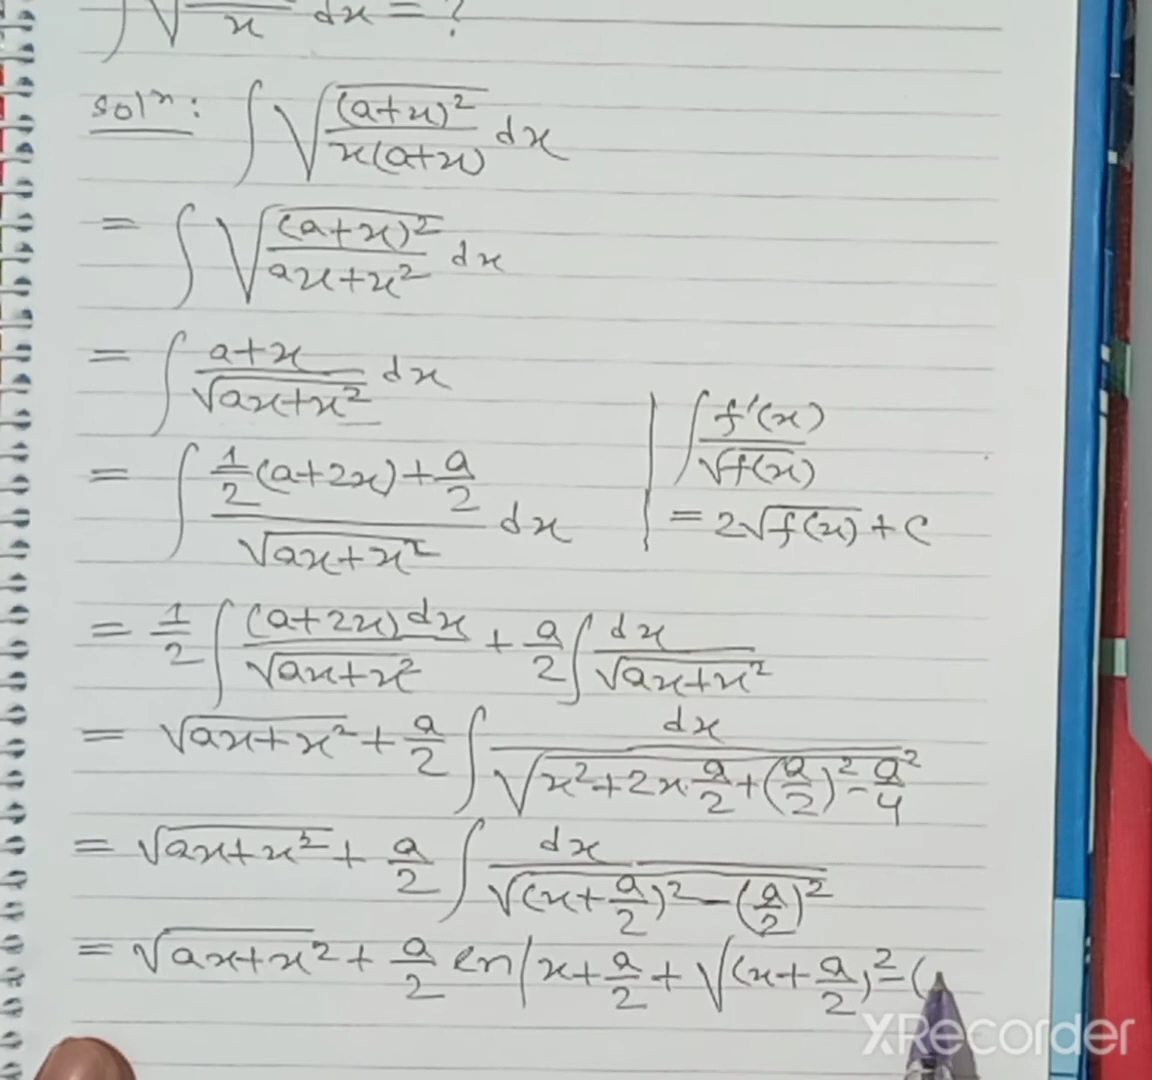 ∫√ x dx = ?
solⁿ: ∫√((a+x)²/x(a+x)) dx
= ∫√((a+x)²/ax+x²) dx
= ∫ a+x/√ax+x² dx
= ∫ ½(a+2x)+a/2 / √ax+x² dx
∫ f'(x)/√f(x)
= 2√f(x) + C
= ½∫ (a+2x)dx/√ax+x² + a/2 ∫ dx/√ax+x²
= √ax+x² + a/2 ∫ dx/√x²+2x.a/2+(a/2)²-a²/4
= √ax+x² + a/2 ∫ dx/√(x+a/2)²-(a/2)²
= √ax+x² + a/2 ln|x+a/2+√(x+a/2)²-(
XRecorder